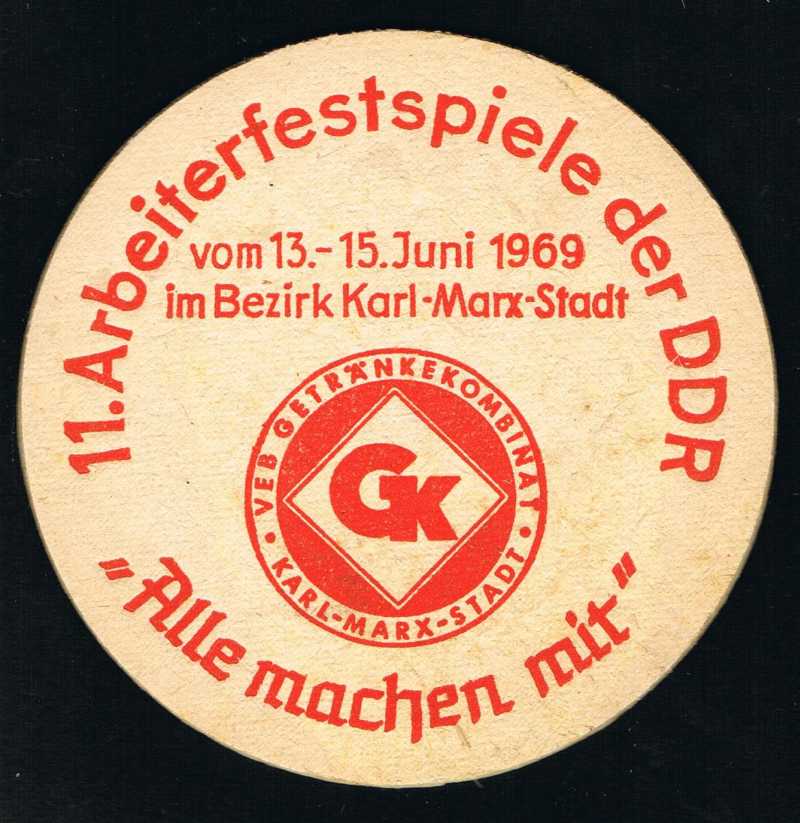 11. Arbeiterfestspiele der DDR
vom 13.-15. Juni 1969
im Bezirk Karl-Marx-Stadt
VEB GETRÄNKEKOMBINAT
GK
• KARL-MARX-STADT •
„Alle machen mit"